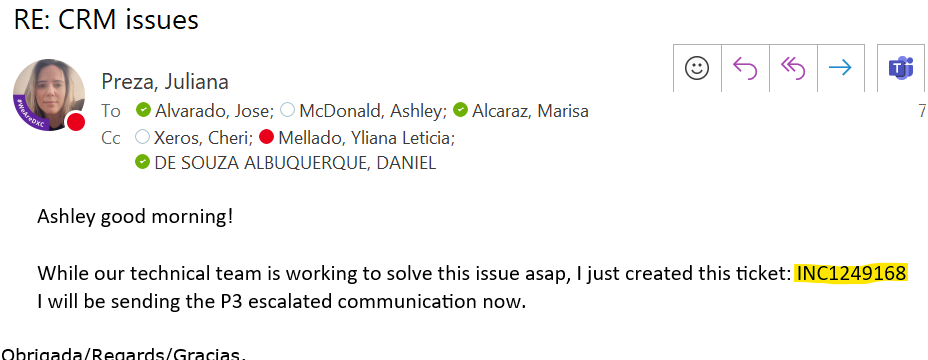 RE: CRM issues
#WeAreDXC
Preza, Juliana
To Alvarado, Jose; McDonald, Ashley; Alcaraz, Marisa
7
Cc Xeros, Cheri; Mellado, Yliana Leticia;
DE SOUZA ALBUQUERQUE, DANIEL
Ashley good morning!
While our technical team is working to solve this issue asap, I just created this ticket: INC1249168
I will be sending the P3 escalated communication now.
Obrigada/Regards/Gracias,